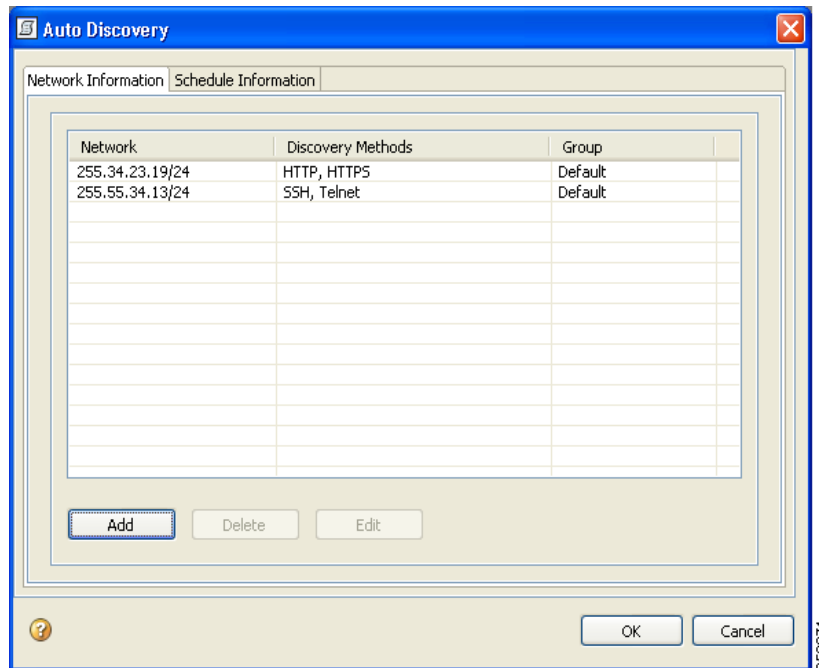 Auto Discovery
Network Information Schedule Information
Network Discovery Methods Group
255.34.23.19/24 HTTP, HTTPS Default
255.55.34.13/24 SSH, Telnet Default
Add Delete Edit
OK Cancel